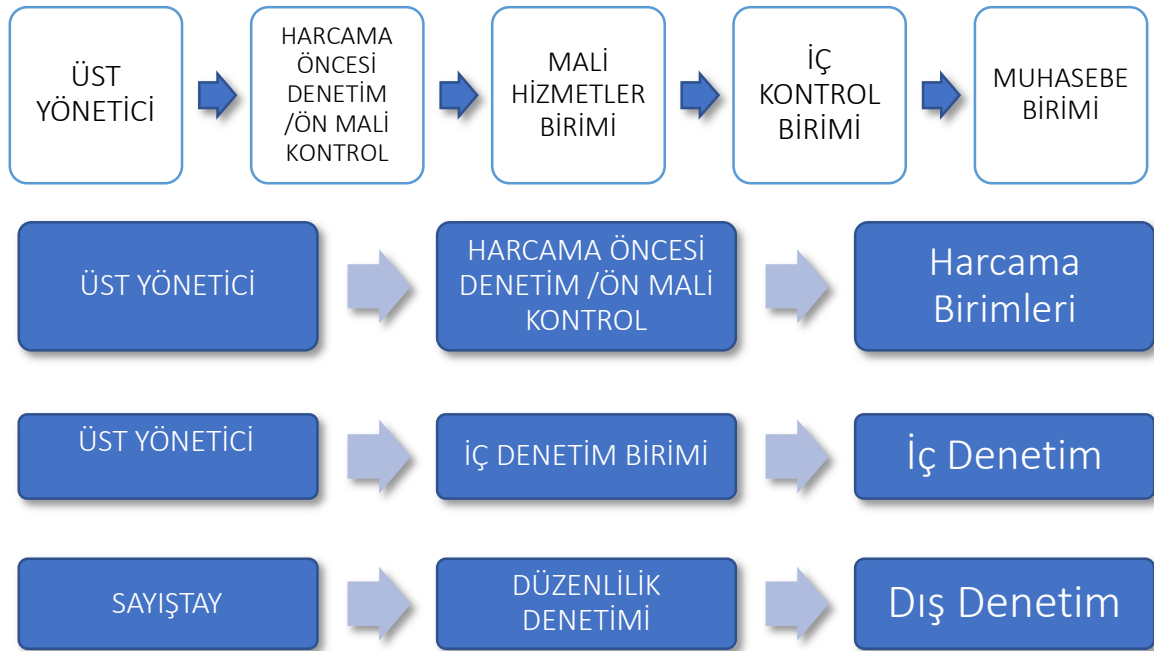 ÜST
YÖNETİCİ
HARCAMA
ÖNCESİ
DENETİM
/ÖN MALİ
KONTROL
MALİ
HİZMETLER
BİRİMİ
İÇ
KONTROL
BİRİMİ
MUHASEBE
BİRİMİ
ÜST YÖNETİCİ
HARCAMA ÖNCESİ
DENETİM /ÖN MALİ
KONTROL
Harcama
Birimleri
ÜST YÖNETİCİ
İÇ DENETİM BİRIMİ
İç Denetim
SAYIŞTAY
DÜZENLİLİK
DENETİMİ
Dış Denetim